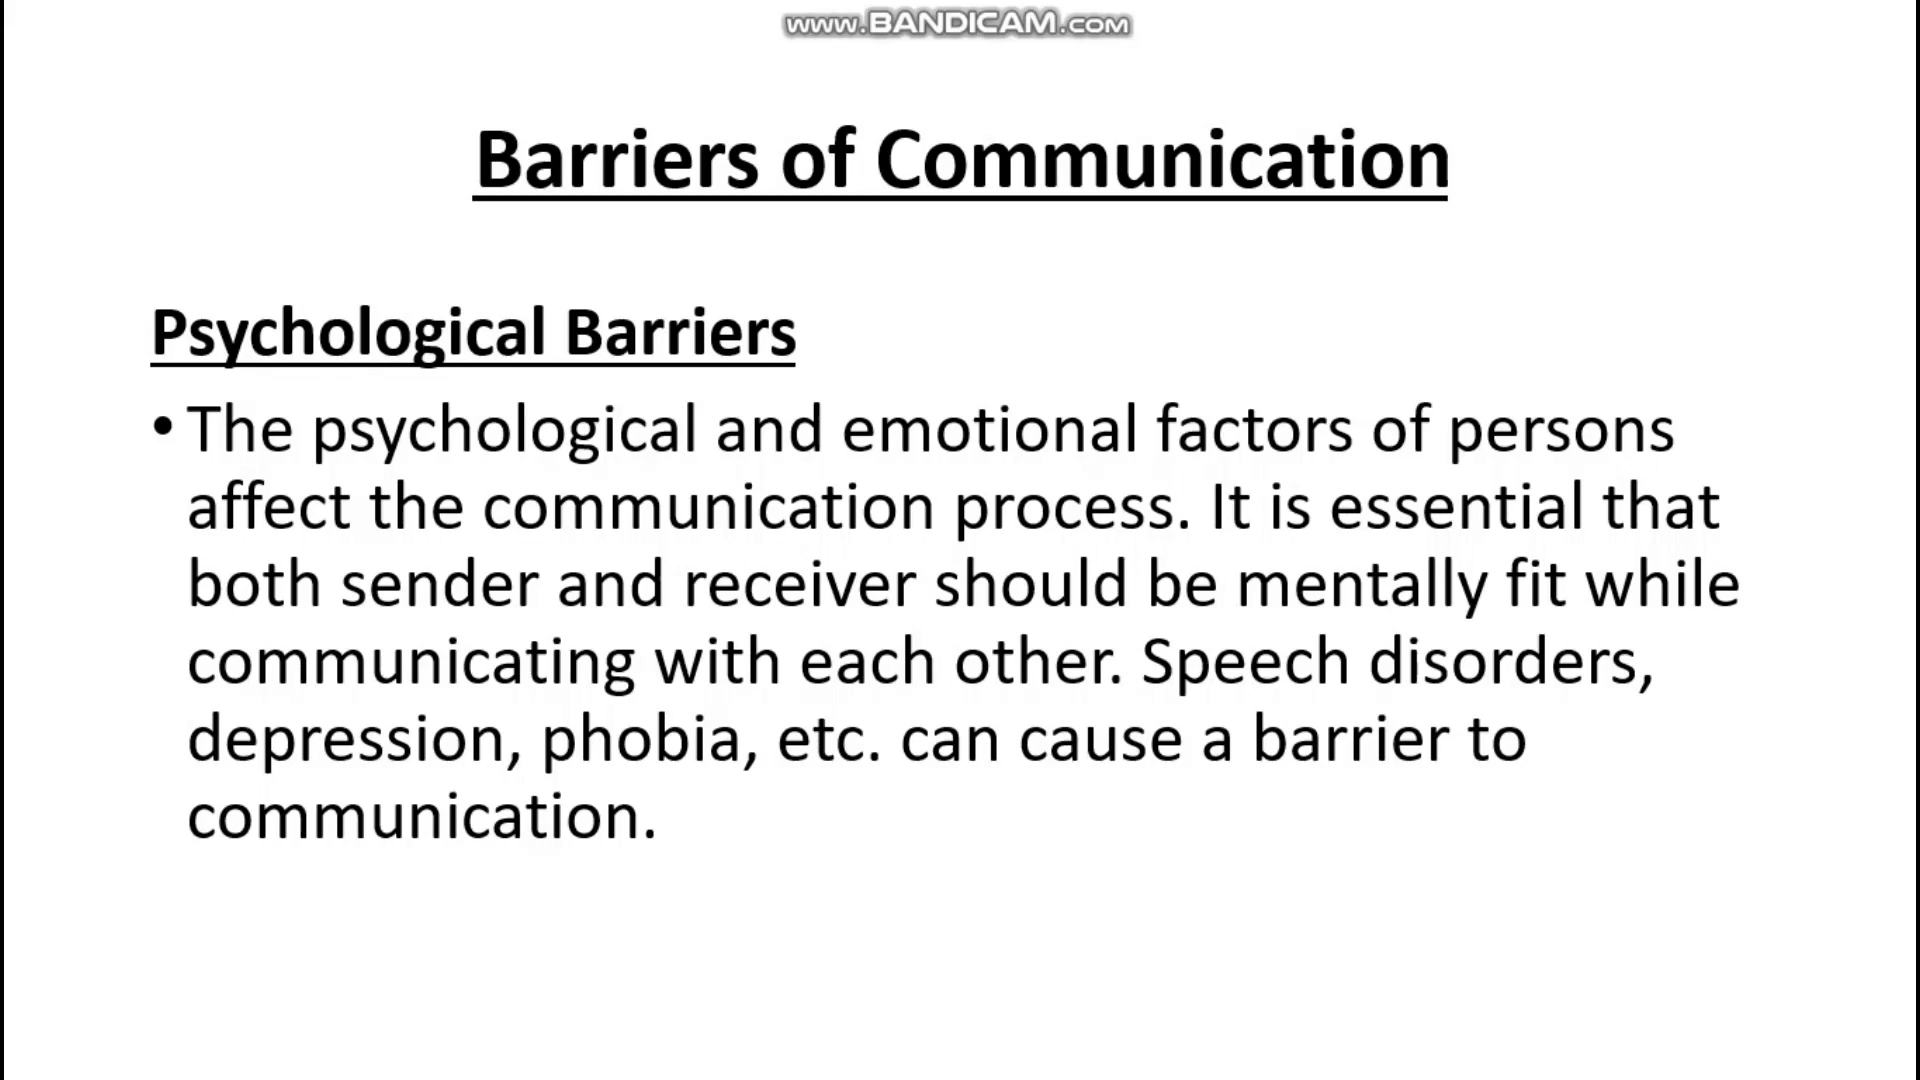 www.BANDICAM.com
Barriers of Communication
Psychological Barriers
• The psychological and emotional factors of persons
affect the communication process. It is essential that
both sender and receiver should be mentally fit while
communicating with each other. Speech disorders,
depression, phobia, etc. can cause a barrier to
communication.